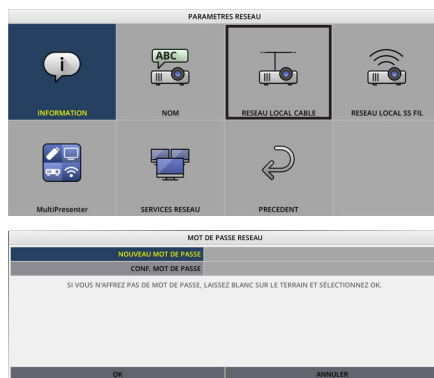 PARAMETRES RESEAU
ABC
i
INFORMATION
NOM
RESEAU LOCAL CABLE
RESEAU LOCAL SS FIL
MultiPresenter
SERVICES RESEAU
PRECEDENT
MOT DE PASSE RESEAU
NOUVEAU MOT DE PASSE
CONF. MOT DE PASSE
SI VOUS N'AFFREZ PAS DE MOT DE PASSE, LAISSEZ BLANC SUR LE TERRAIN ET SÉLECTIONNEZ OK.
OK
ANNULER